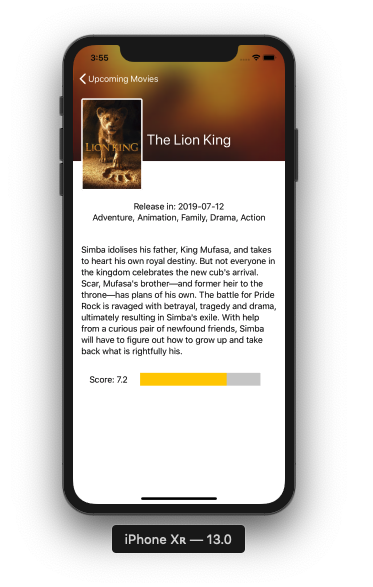 3:55
Upcoming Movies
LION KING
The Lion King
Release in: 2019-07-12
Adventure, Animation, Family, Drama, Action
Simba idolises his father, King Mufasa, and takes
to heart his own royal destiny. But not everyone in
the kingdom celebrates the new cub's arrival.
Scar, Mufasa's brother—and former heir to the
throne—has plans of his own. The battle for Pride
Rock is ravaged with betrayal, tragedy and drama,
ultimately resulting in Simba's exile. With help
from a curious pair of newfound friends, Simba
will have to figure out how to grow up and take
back what is rightfully his.
Score: 7.2
iPhone Xʀ — 13.0